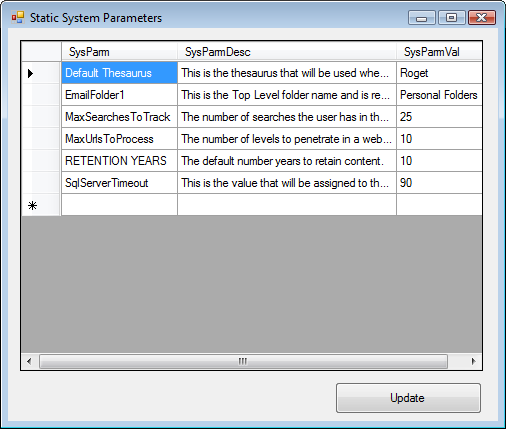 Static System Parameters
SysParm SysParmDesc SysParmVal
Default Thesaurus This is the thesaurus that will be used whe... Roget
EmailFolder1 This is the Top Level folder name and is re... Personal Folders
MaxSearchesToTrack The number of searches the user has in th... 25
MaxUrlsToProcess The number of levels to penetrate in a web... 10
RETENTION YEARS The default number years to retain content. 10
SqlServerTimeout This is the value that will be assigned to th... 90
Update